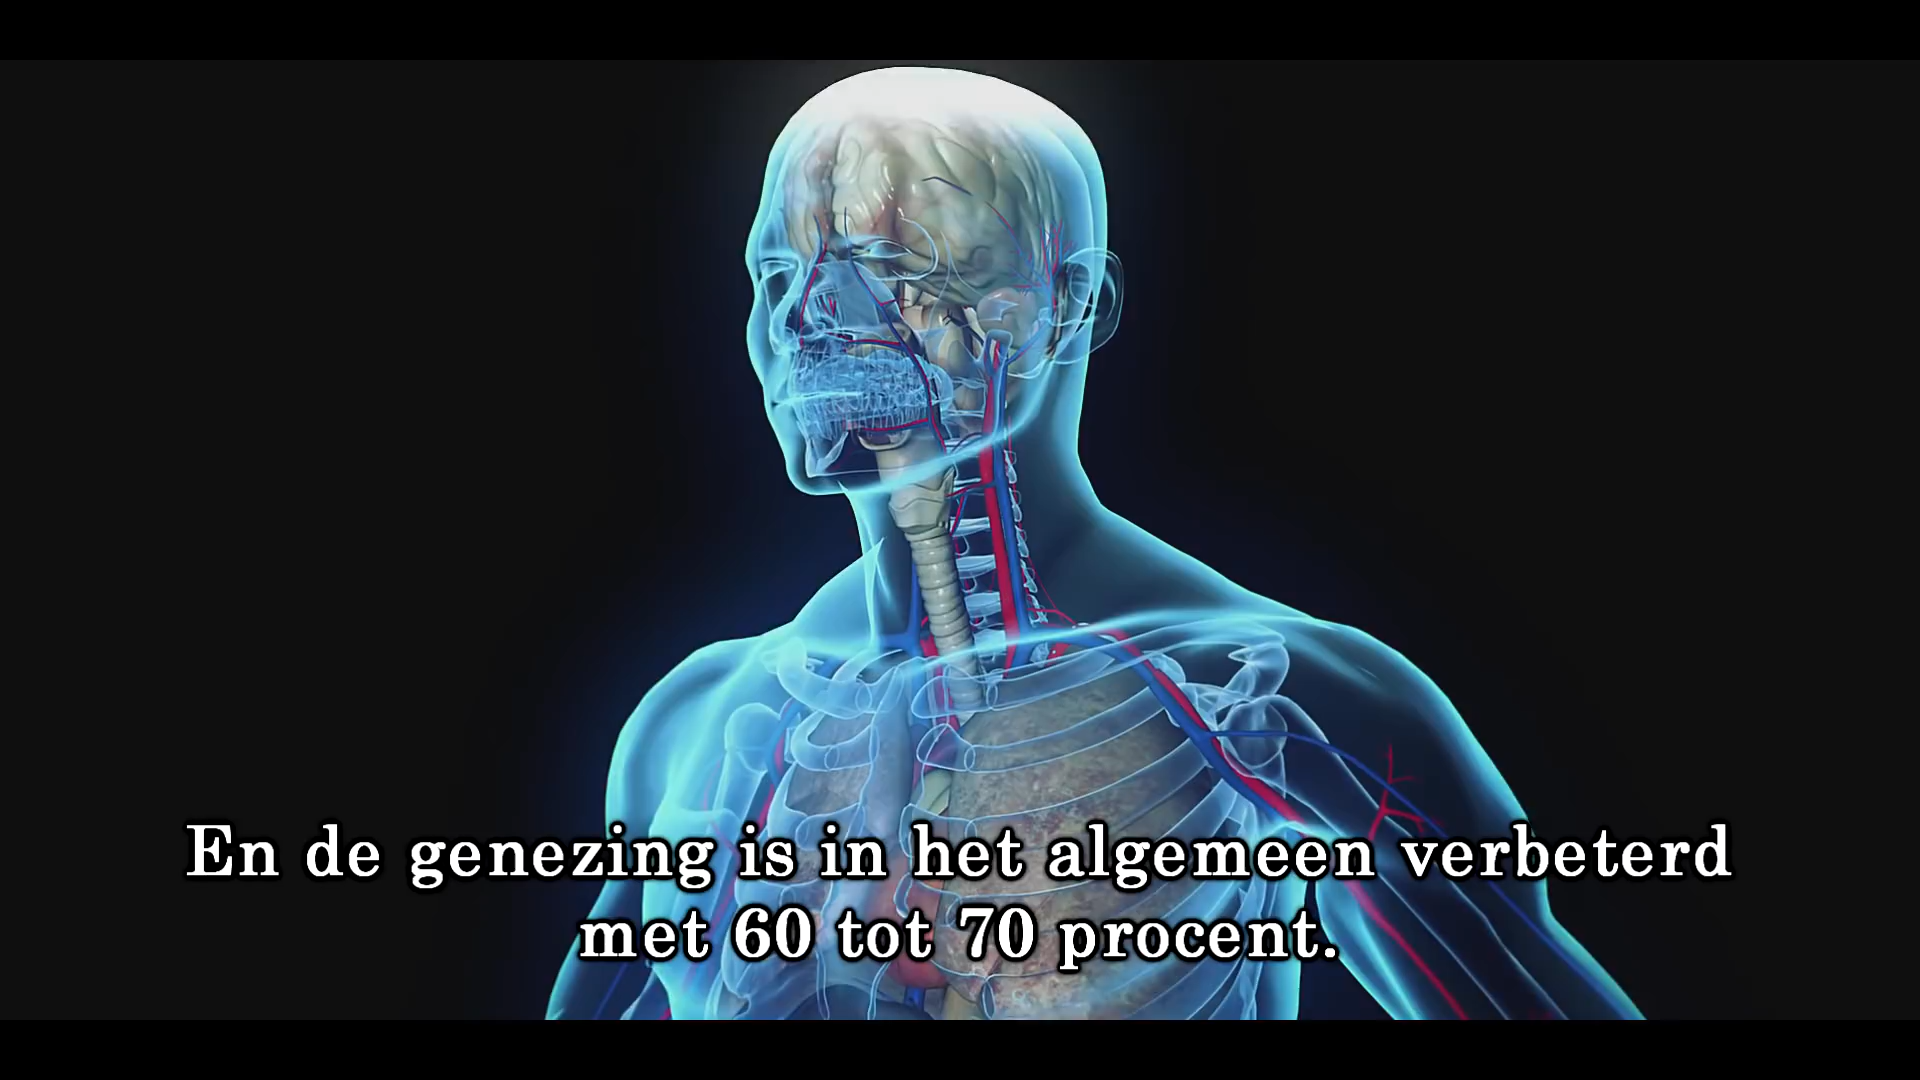 En de genezing is in het algemeen verbeterd
met 60 tot 70 procent.